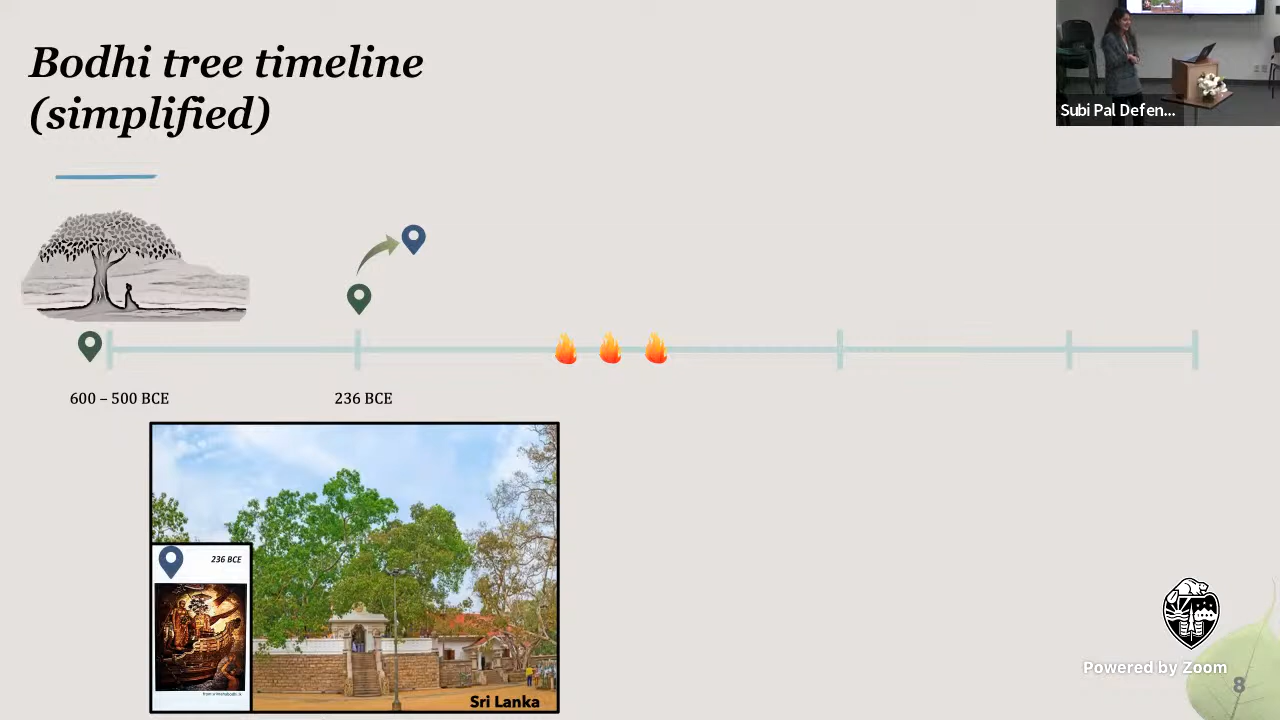 Bodhi tree timeline
(simplified)
Subi Pal Defen...
600 – 500 BCE
236 BCE
236 BCE
Sri Lanka
Powered by Zoom
8